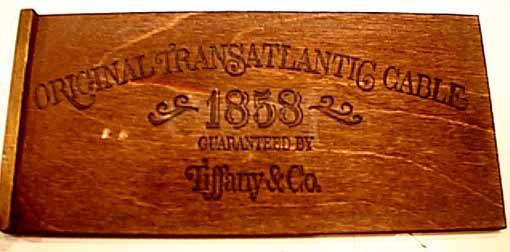 ORIGINAL TRANSATLANTIC CABLE
1858
GUARANTEED BY
Tiffany & Co.